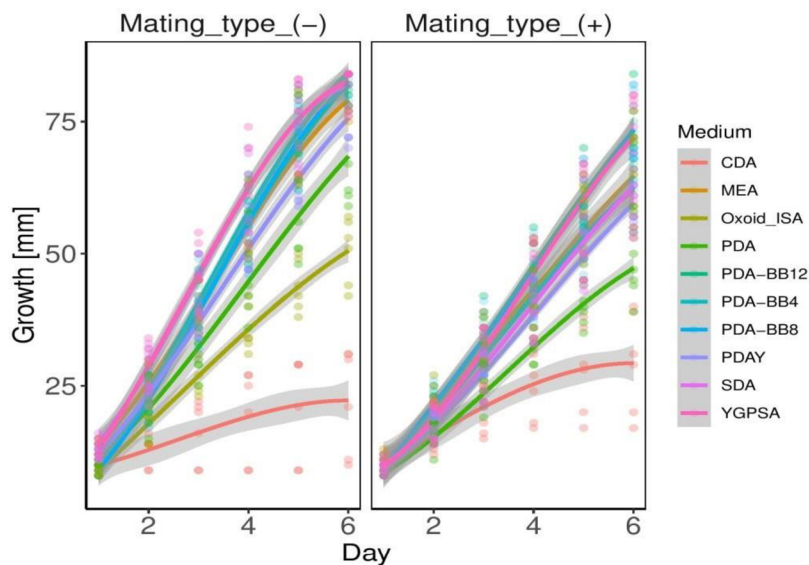 Mating_type_(−) Mating_type_(+)
Growth [mm]
75
50
25
2 4 6 2 4 6
Day
Medium
CDA
MEA
Oxoid_ISA
PDA
PDA−BB12
PDA−BB4
PDA−BB8
PDAY
SDA
YGPSA